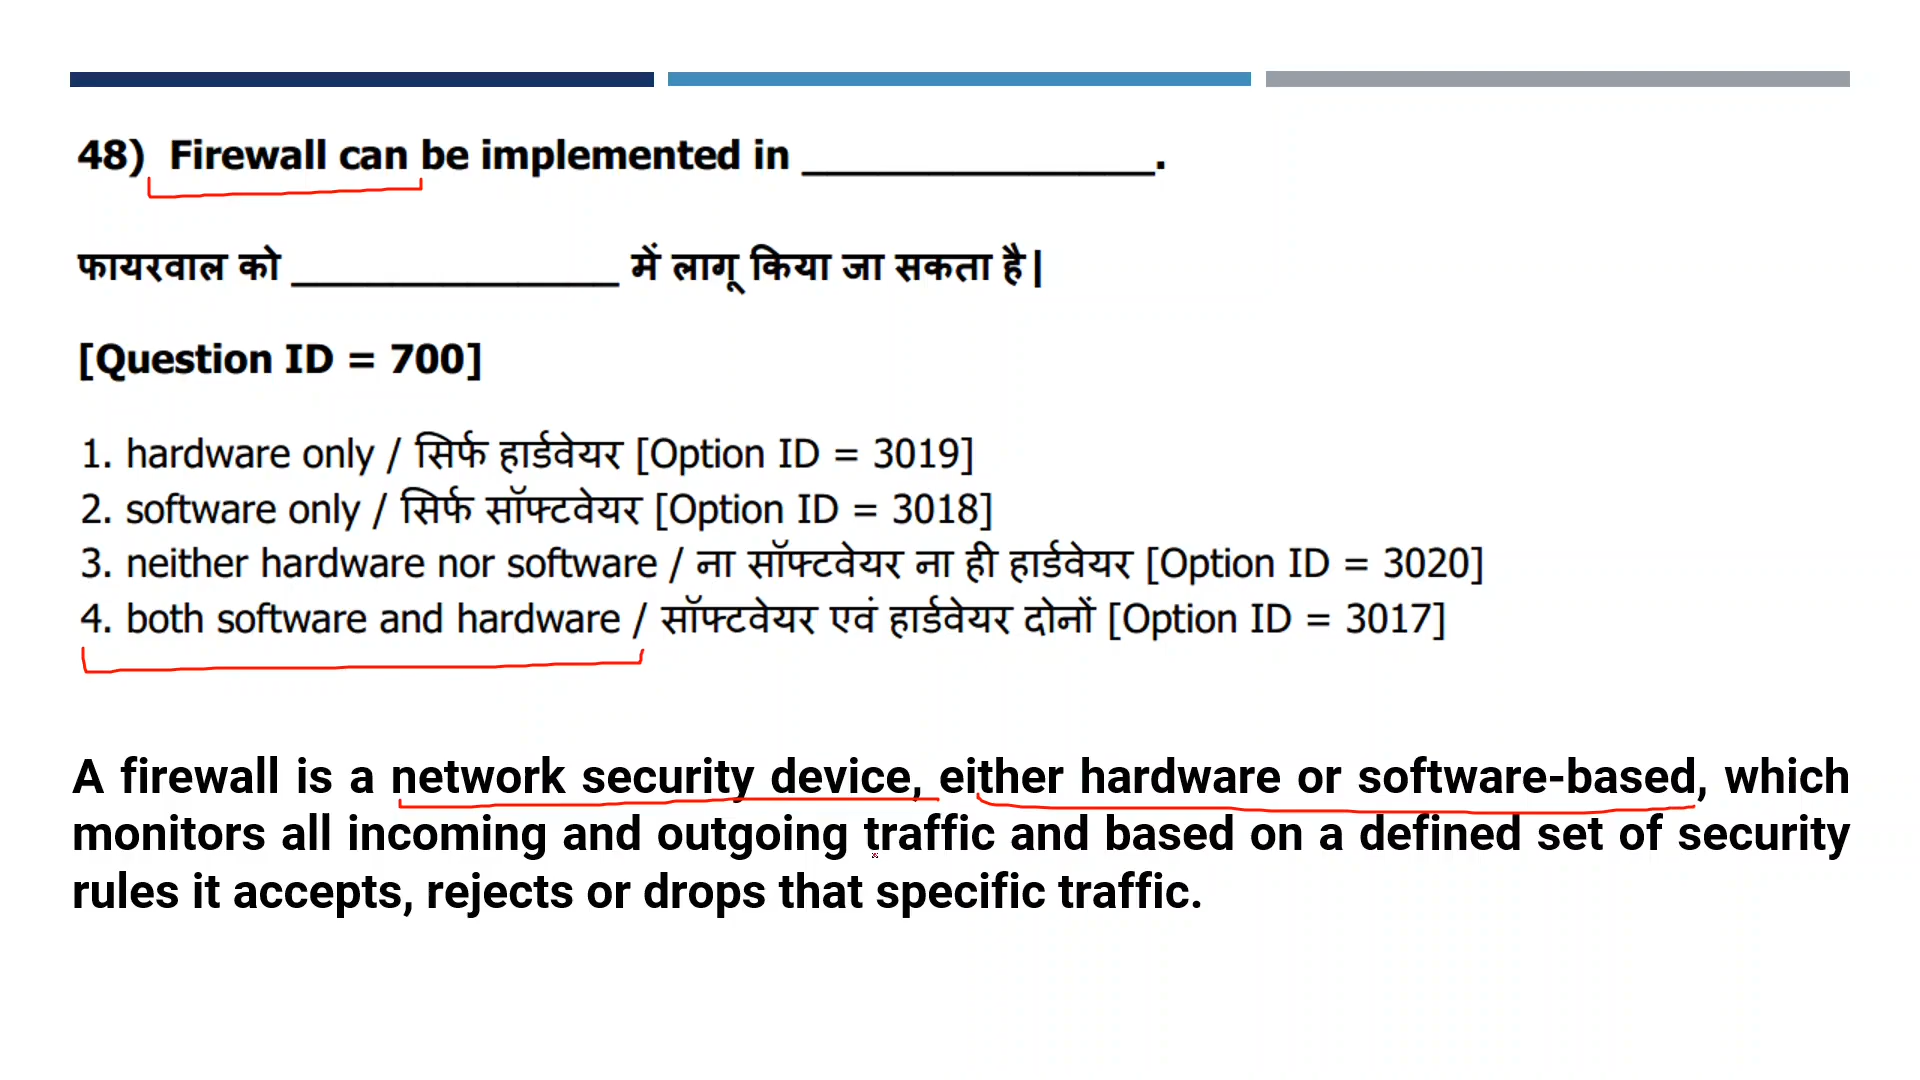 48) Firewall can be implemented in ________________.
फायरवाल को ________________ में लागू किया जा सकता है|
[Question ID = 700]
1. hardware only / सिर्फ हार्डवेयर [Option ID = 3019]
2. software only / सिर्फ सॉफ्टवेयर [Option ID = 3018]
3. neither hardware nor software / ना सॉफ्टवेयर ना ही हार्डवेयर [Option ID = 3020]
4. both software and hardware / सॉफ्टवेयर एवं हार्डवेयर दोनों [Option ID = 3017]
A firewall is a network security device, either hardware or software-based, which
monitors all incoming and outgoing traffic and based on a defined set of security
rules it accepts, rejects or drops that specific traffic.